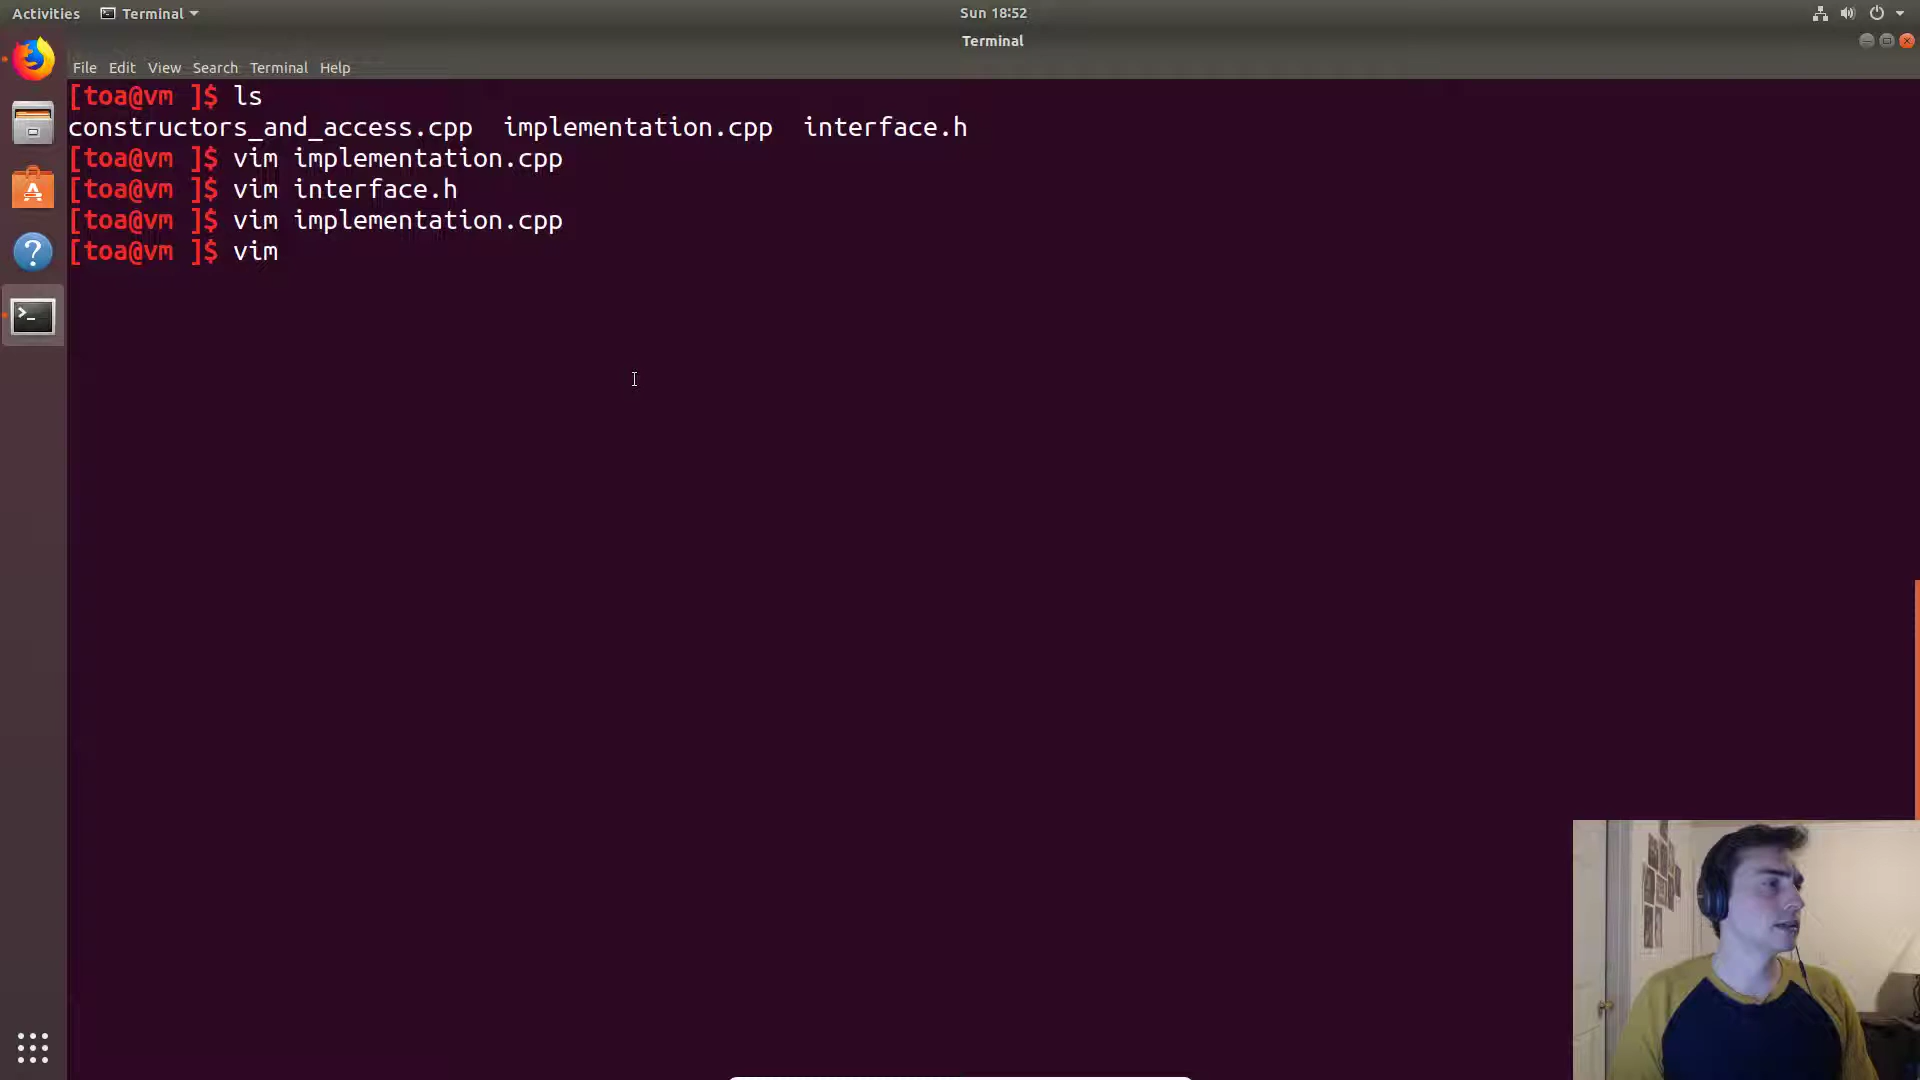 Activities Terminal Sun 18:52
Terminal
File Edit View Search Terminal Help
[toa@vm ]$ ls
constructors_and_access.cpp implementation.cpp interface.h
[toa@vm ]$ vim implementation.cpp
[toa@vm ]$ vim interface.h
[toa@vm ]$ vim implementation.cpp
[toa@vm ]$ vim